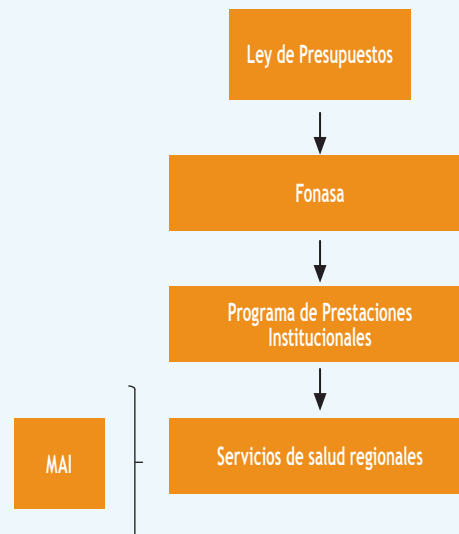 Ley de Presupuestos
Fonasa
Programa de Prestaciones
Institucionales
MAI
Servicios de salud regionales